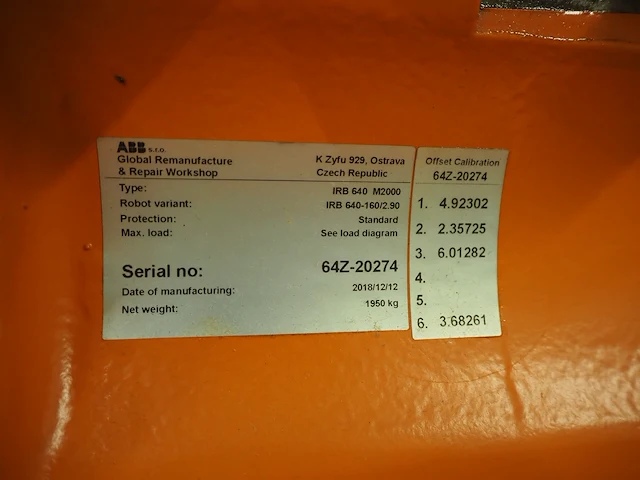 ABB s.r.o.
Global Remanufacture K Zyfu 929, Ostrava
& Repair Workshop Czech Republic
Type: IRB 640 M2000
Robot variant: IRB 640-160/2.90
Protection: Standard
Max. load: See load diagram
Serial no: 64Z-20274
Date of manufacturing: 2018/12/12
Net weight: 1950 kg
Offset Calibration
64Z-20274
1. 4.92302
2. 2.35725
3. 6.01282
4.
5.
6. 3.68261